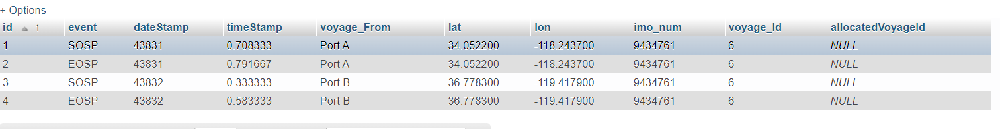 + Options
id 1 event dateStamp timeStamp voyage_From lat lon imo_num voyage_Id allocatedVoyageId
1 SOSP 43831 0.708333 Port A 34.052200 -118.243700 9434761 6 NULL
2 EOSP 43831 0.791667 Port A 34.052200 -118.243700 9434761 6 NULL
3 SOSP 43832 0.333333 Port B 36.778300 -119.417900 9434761 6 NULL
4 EOSP 43832 0.583333 Port B 36.778300 -119.417900 9434761 6 NULL